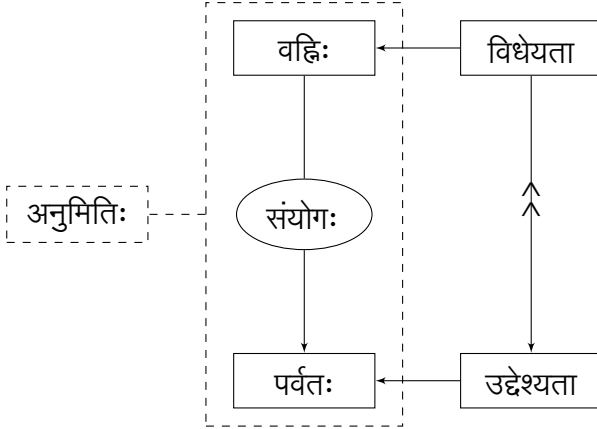 वह्निः
विधेयता
अनुमितिः
संयोगः
पर्वतः
उद्देश्यता